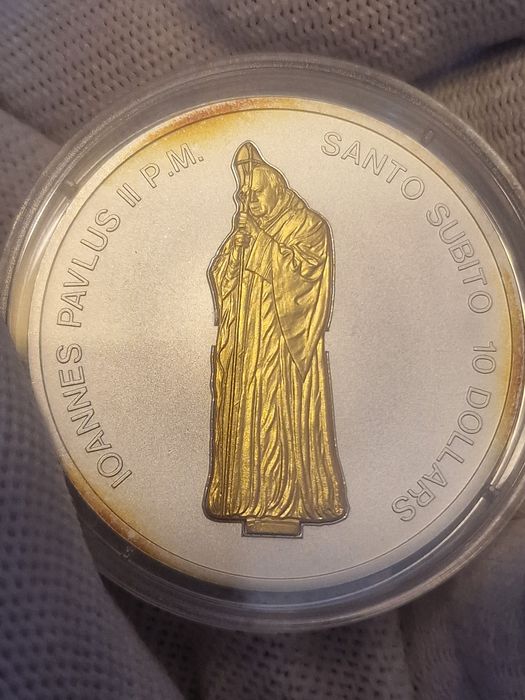 IOANNES PAVLUS II P.M.
SANTO SUBITO 10 DOLLARS